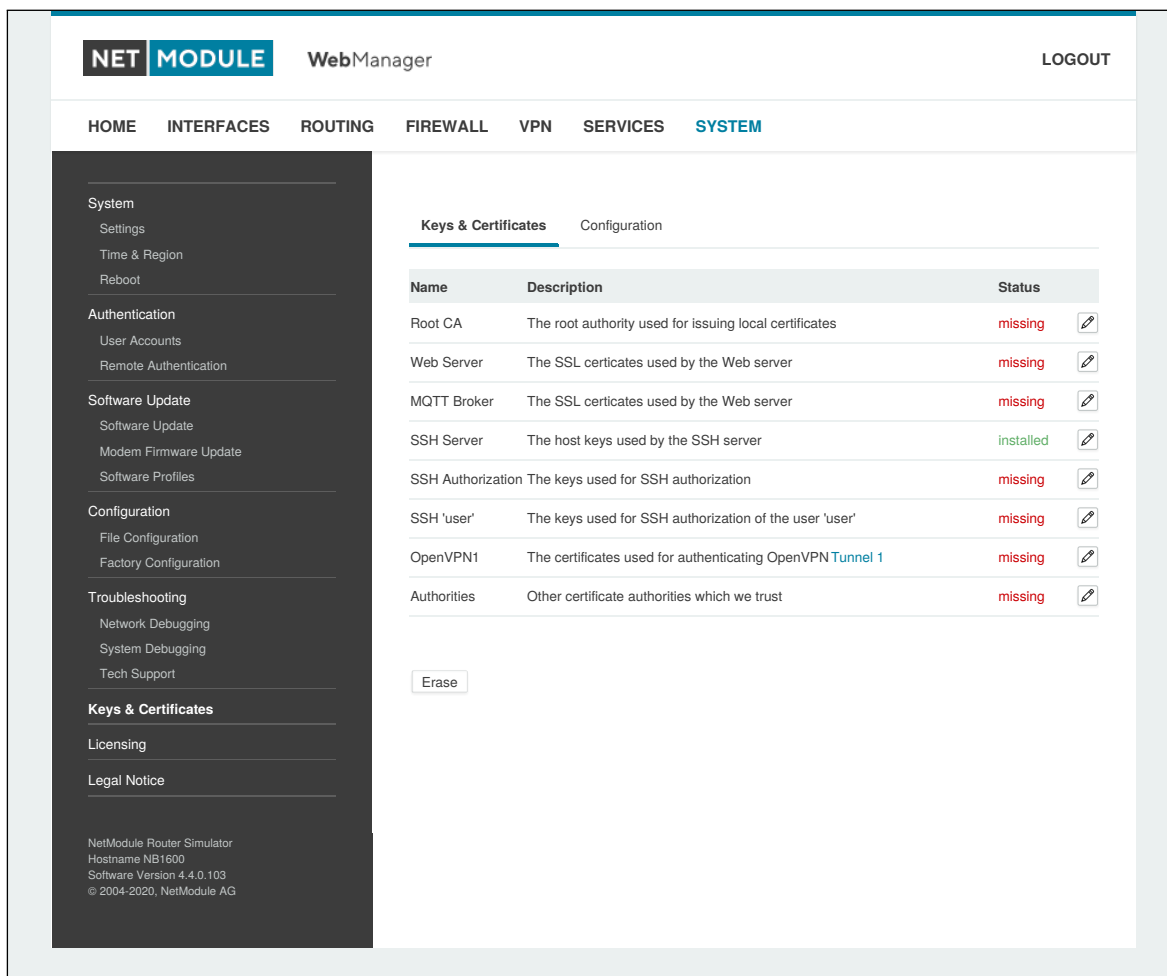 NET MODULE WebManager LOGOUT
HOME INTERFACES ROUTING FIREWALL VPN SERVICES SYSTEM
System
Settings
Time & Region
Reboot
Authentication
User Accounts
Remote Authentication
Software Update
Software Update
Modem Firmware Update
Software Profiles
Configuration
File Configuration
Factory Configuration
Troubleshooting
Network Debugging
System Debugging
Tech Support
Keys & Certificates
Licensing
Legal Notice
NetModule Router Simulator
Hostname NB1600
Software Version 4.4.0.103
© 2004-2020, NetModule AG
Keys & Certificates Configuration
Name Description Status
Root CA The root authority used for issuing local certificates missing
Web Server The SSL certicates used by the Web server missing
MQTT Broker The SSL certicates used by the Web server missing
SSH Server The host keys used by the SSH server installed
SSH Authorization The keys used for SSH authorization missing
SSH 'user' The keys used for SSH authorization of the user 'user' missing
OpenVPN1 The certificates used for authenticating OpenVPN Tunnel 1 missing
Authorities Other certificate authorities which we trust missing
Erase